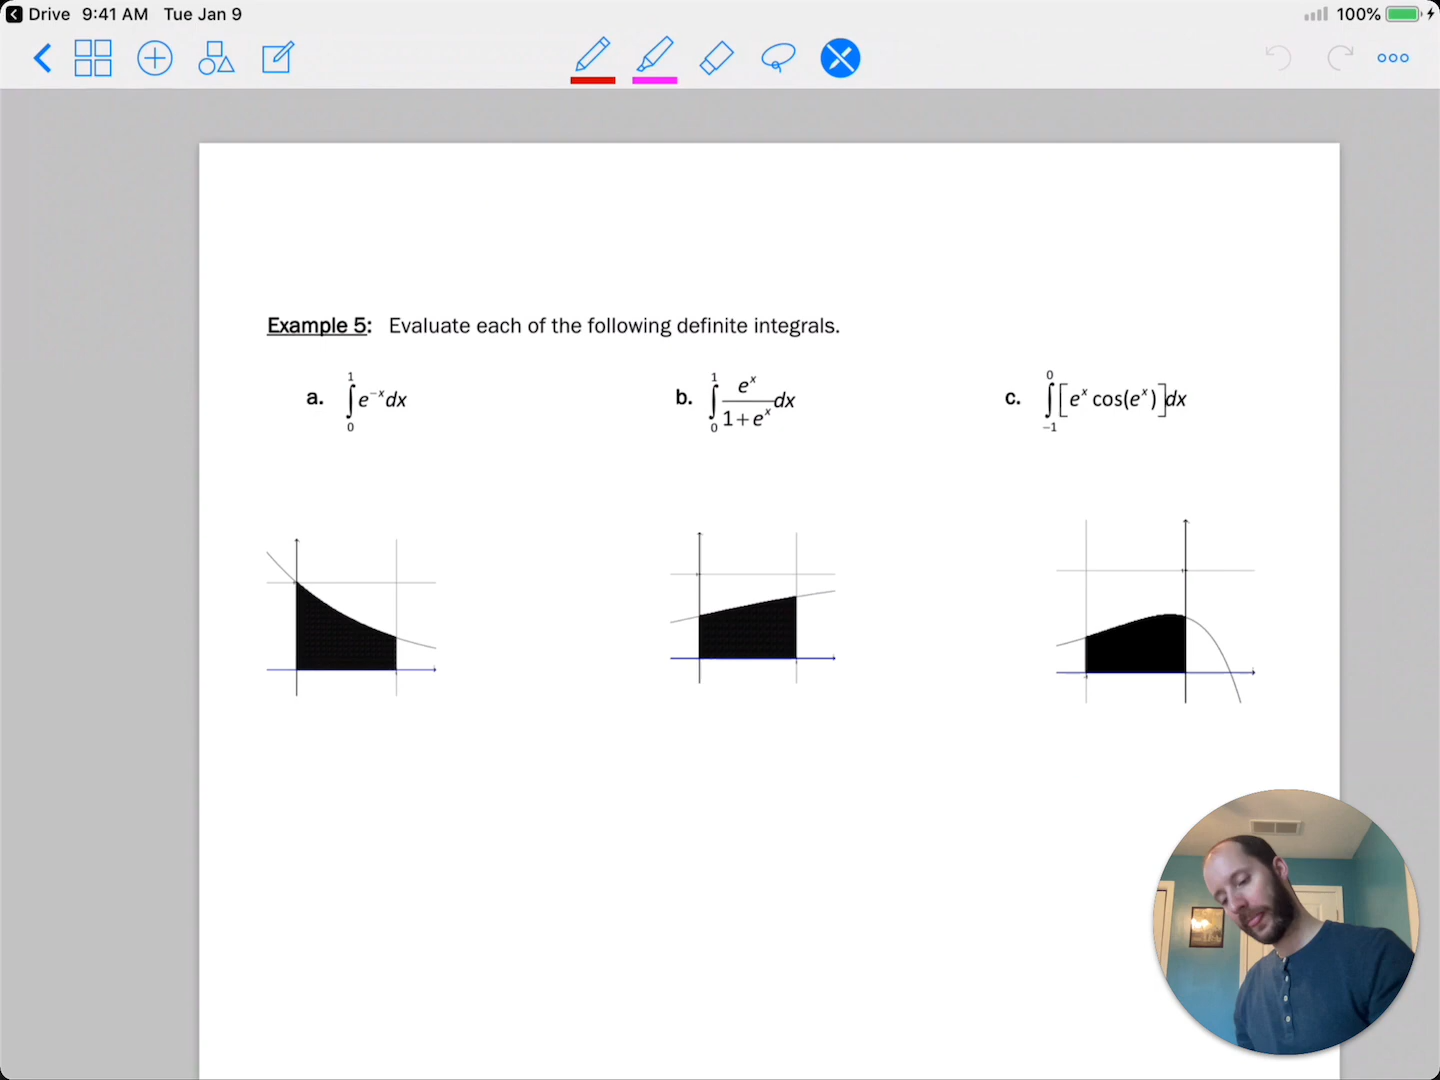 Drive 9:41 AM Tue Jan 9 100%
Example 5: Evaluate each of the following definite integrals.
a. ∫₀¹ e⁻ˣdx b. ∫₀¹ eˣ/(1+eˣ) dx c. ∫₋₁⁰ [eˣ cos(eˣ)]dx